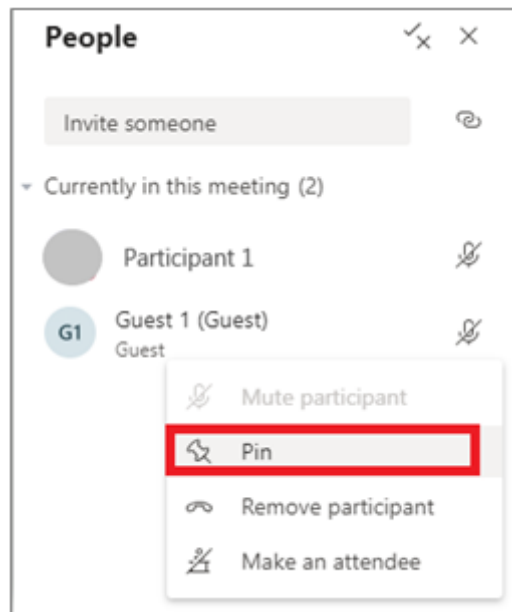 People
Invite someone
Currently in this meeting (2)
Participant 1
G1
Guest 1 (Guest)
Guest
Mute participant
Pin
Remove participant
Make an attendee